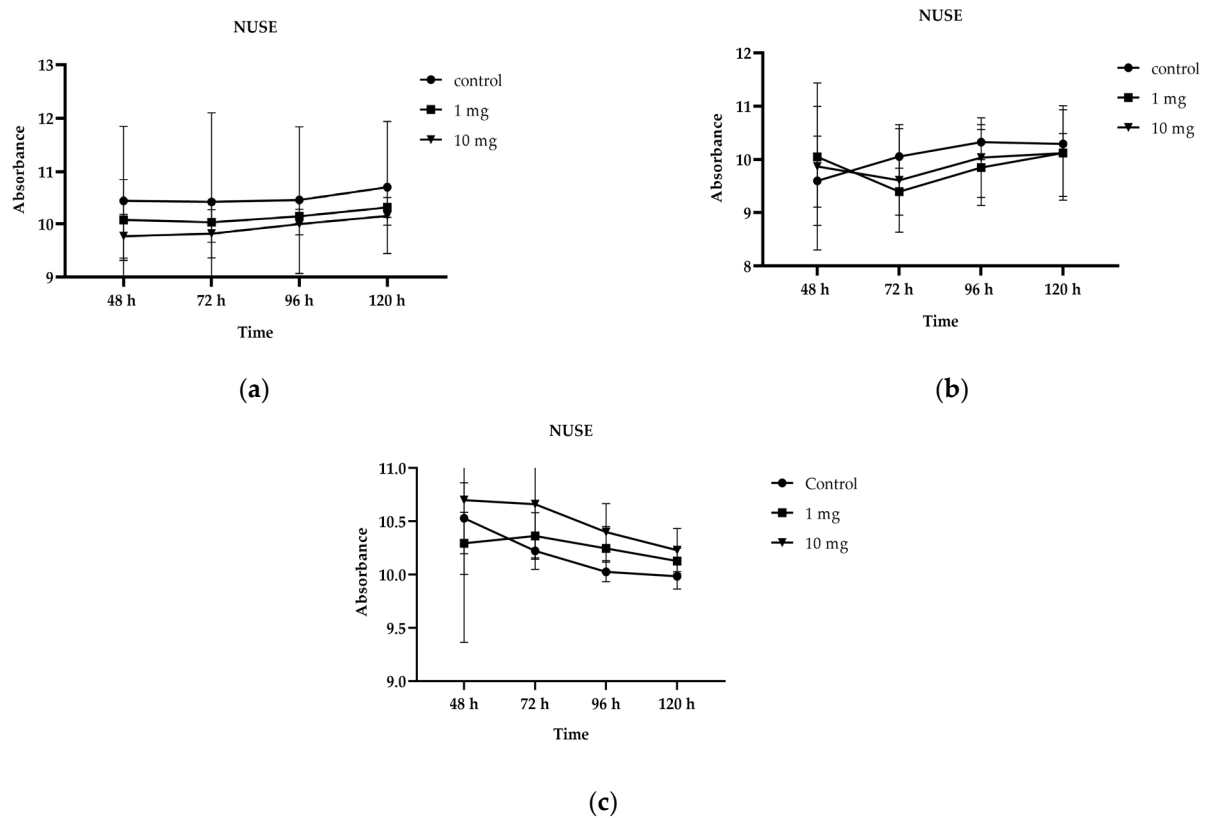 NUSE
13
12
11
10
9
Absorbance
48 h 72 h 96 h 120 h
Time
control
1 mg
10 mg
(a)
NUSE
12
11
10
9
8
Absorbance
48 h 72 h 96 h 120 h
Time
control
1 mg
10 mg
(b)
NUSE
11.0
10.5
10.0
9.5
9.0
Absorbance
48 h 72 h 96 h 120 h
Time
Control
1 mg
10 mg
(c)